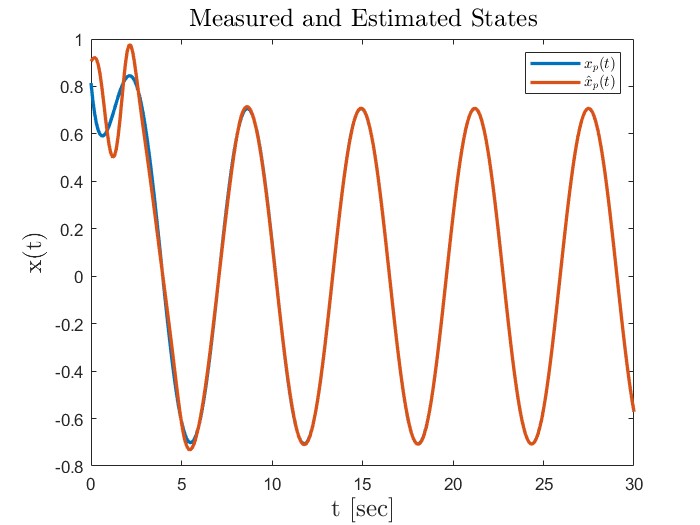 Measured and Estimated States
x_p(t)
x̂_p(t)
1
0.8
0.6
0.4
0.2
0
-0.2
-0.4
-0.6
-0.8
x(t)
0 5 10 15 20 25 30
t [sec]